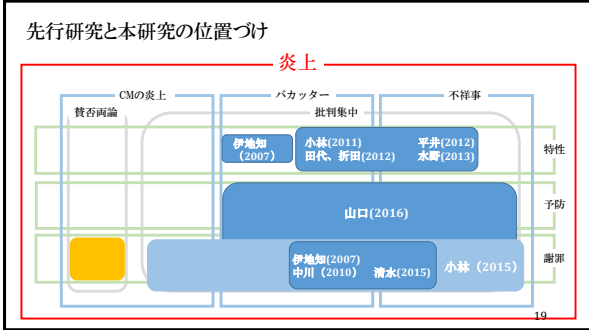 先行研究と本研究の位置づけ
炎上
CMの炎上
バカッター
不祥事
賛否両論
批判集中
伊地知
（2007）
小林(2011)
平井(2012)
田代、折田(2012)
水野(2013)
特性
予防
山口(2016)
伊地知(2007)
中川（2010）
清水(2015)
小林（2015）
謝罪
19